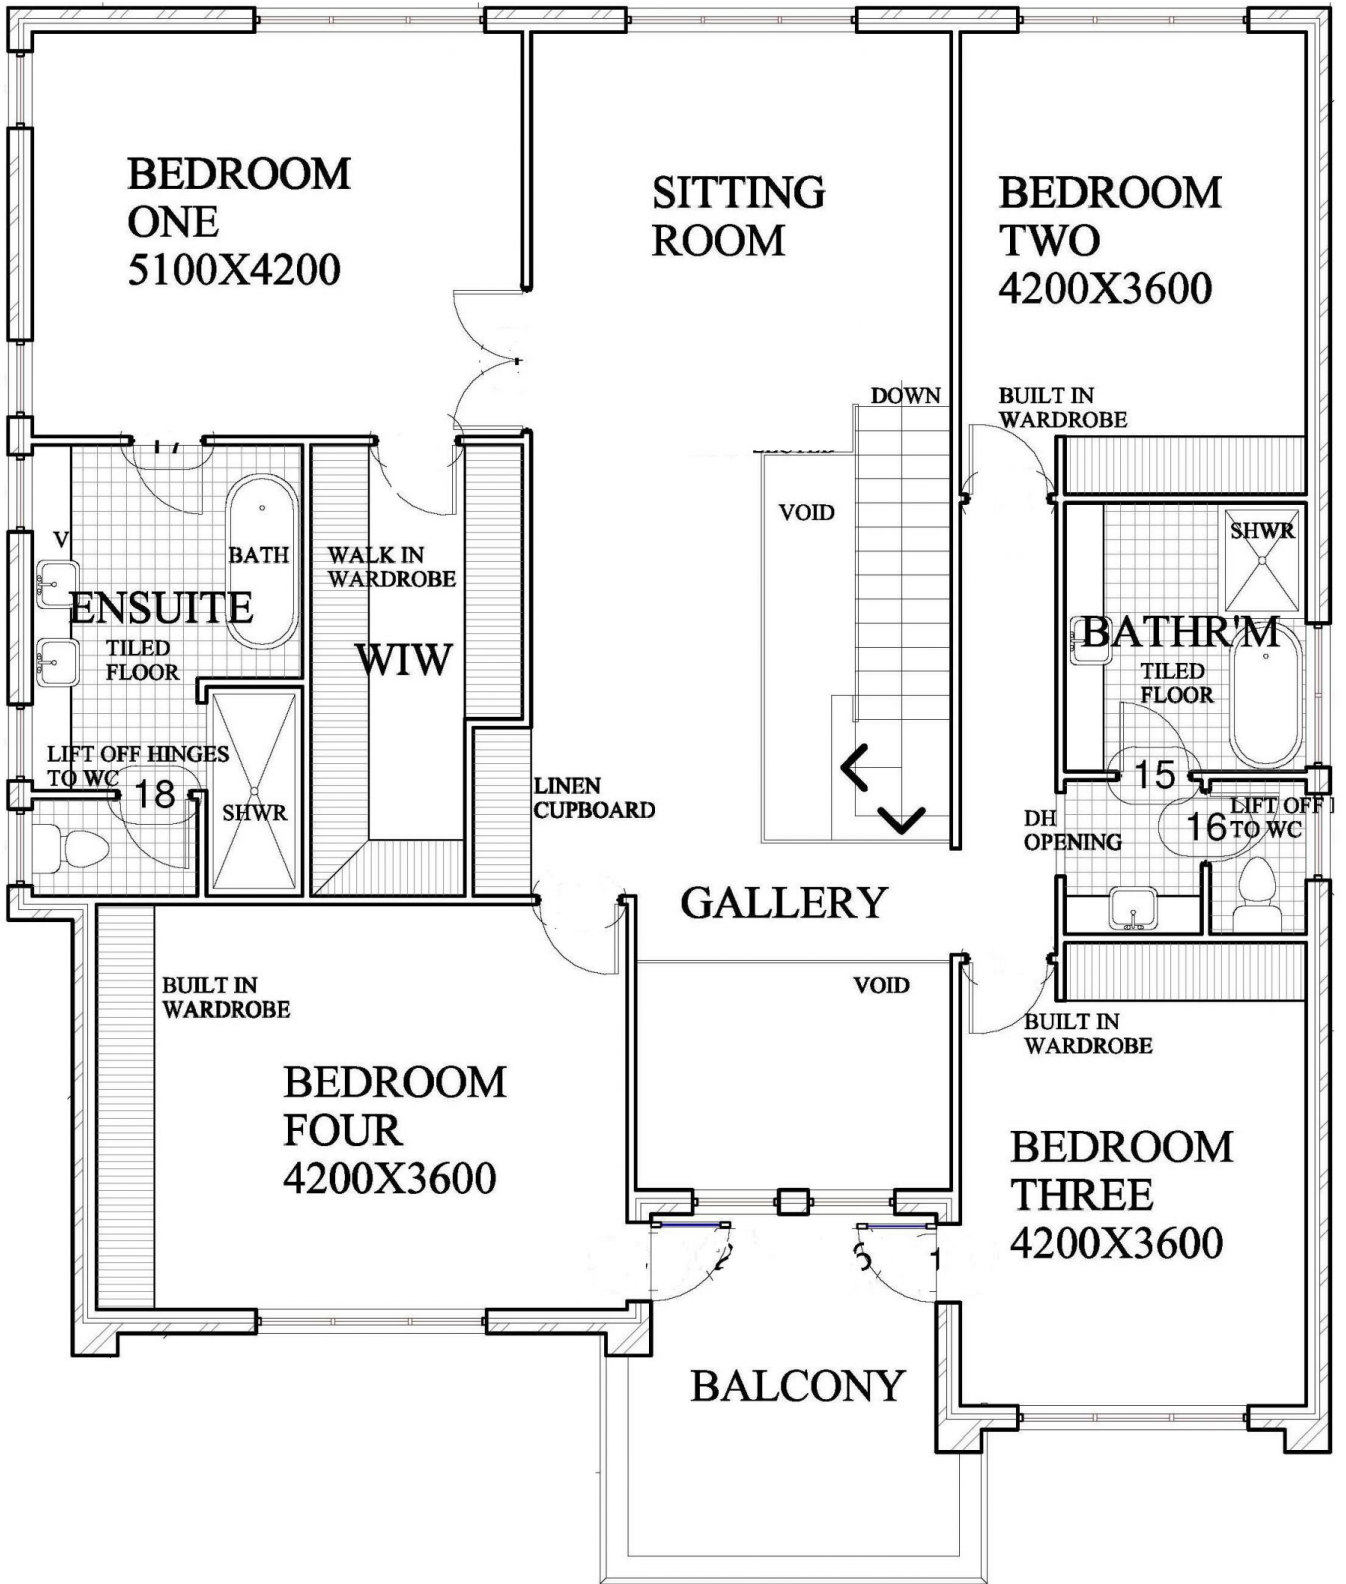 BEDROOM
ONE
5100X4200
SITTING
ROOM
BEDROOM
TWO
4200X3600
DOWN
BUILT IN
WARDROBE
VOID
V
BATH
WALK IN
WARDROBE
SHWR
ENSUITE
TILED
FLOOR
WIW
BATHR'M
TILED
FLOOR
LIFT OFF HINGES
TO WC
18
SHWR
LINEN
CUPBOARD
15
DH
OPENING
16
LIFT OFF
TO WC
GALLERY
BUILT IN
WARDROBE
VOID
BUILT IN
WARDROBE
BEDROOM
FOUR
4200X3600
BEDROOM
THREE
4200X3600
BALCONY